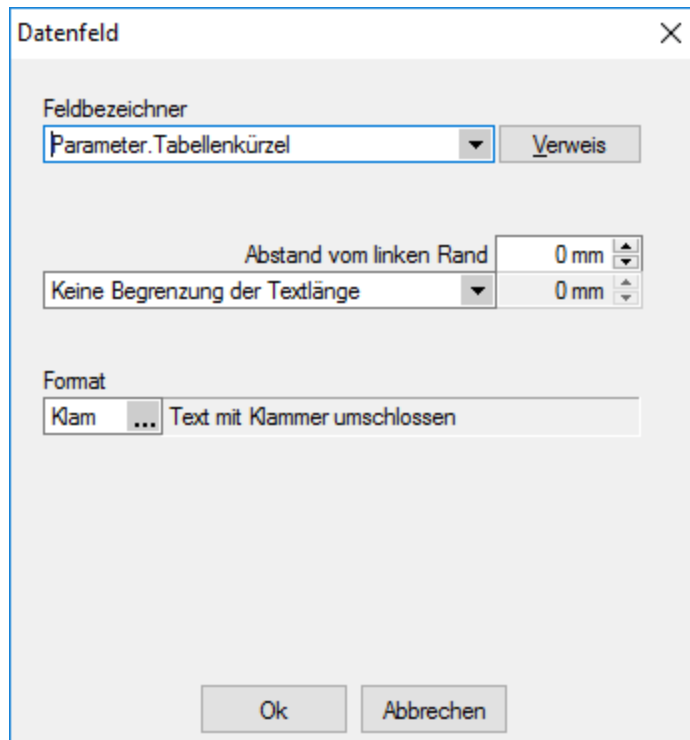 Datenfeld
Feldbezeichner
Parameter.Tabellenkürzel Verweis
Abstand vom linken Rand 0 mm
Keine Begrenzung der Textlänge 0 mm
Format
Klam ... Text mit Klammer umschlossen
Ok Abbrechen